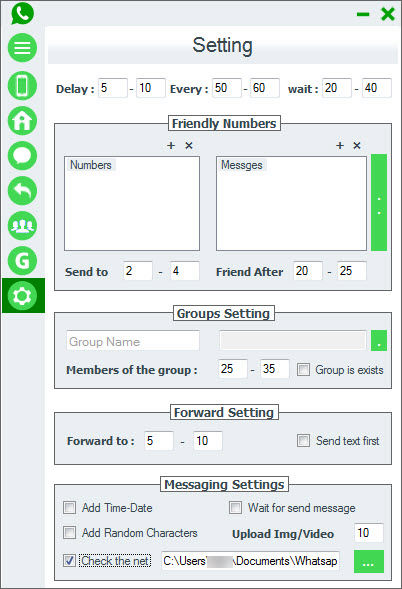 Setting
Delay : 5 - 10 Every : 50 - 60 wait : 20 - 40
Friendly Numbers
+ × + ×
Numbers Messges
. .
Send to 2 - 4 Friend After 20 - 25
Groups Setting
Group Name .
Members of the group : 25 - 35 Group is exists
Forward Setting
Forward to : 5 - 10 Send text first
Messaging Settings
Add Time-Date Wait for send message
Add Random Characters Upload Img/Video 10
Check the net C:\Users\ \Documents\Whatsap ...
G